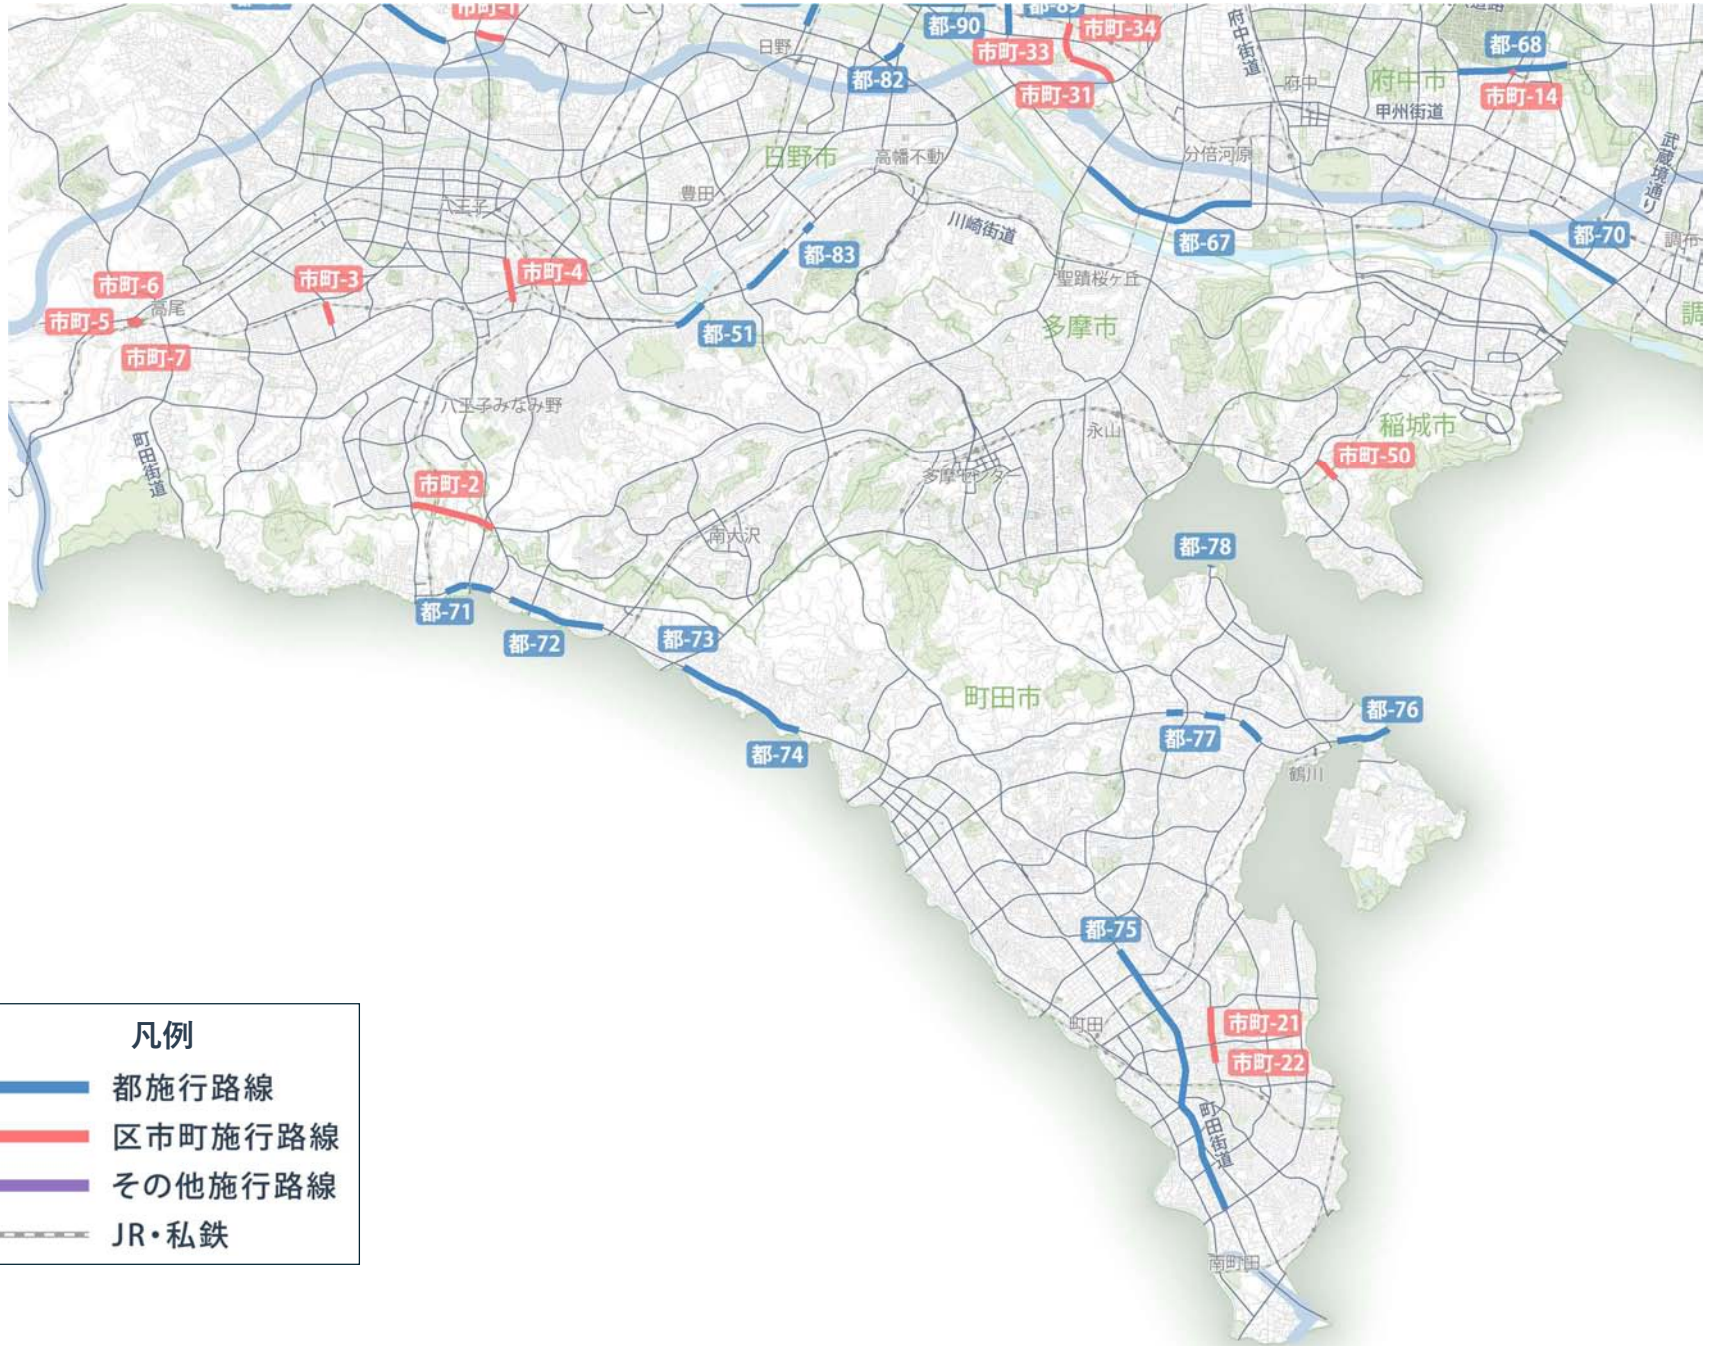 市町-1
都-90
都-89
市町-34
市町-33
市町-31
日野
都-82
府中街道
都-68
府中市
府中
甲州街道
市町-14
武蔵境通り
日野市
高幡不動
分倍河原
豊田
八王子
川崎街道
都-67
都-70
調布
都-83
市町-6
市町-3
市町-4
聖蹟桜ヶ丘
高尾
市町-5
都-51
多摩市
調
市町-7
八王子みなみ野
永山
稲城市
市町-50
町田街道
市町-2
多摩センター
南大沢
都-78
都-71
都-72
都-73
町田市
都-76
都-77
都-74
鶴川
都-75
町田
市町-21
市町-22
町田街道
南町田
凡例
都施行路線
区市町施行路線
その他施行路線
JR・私鉄